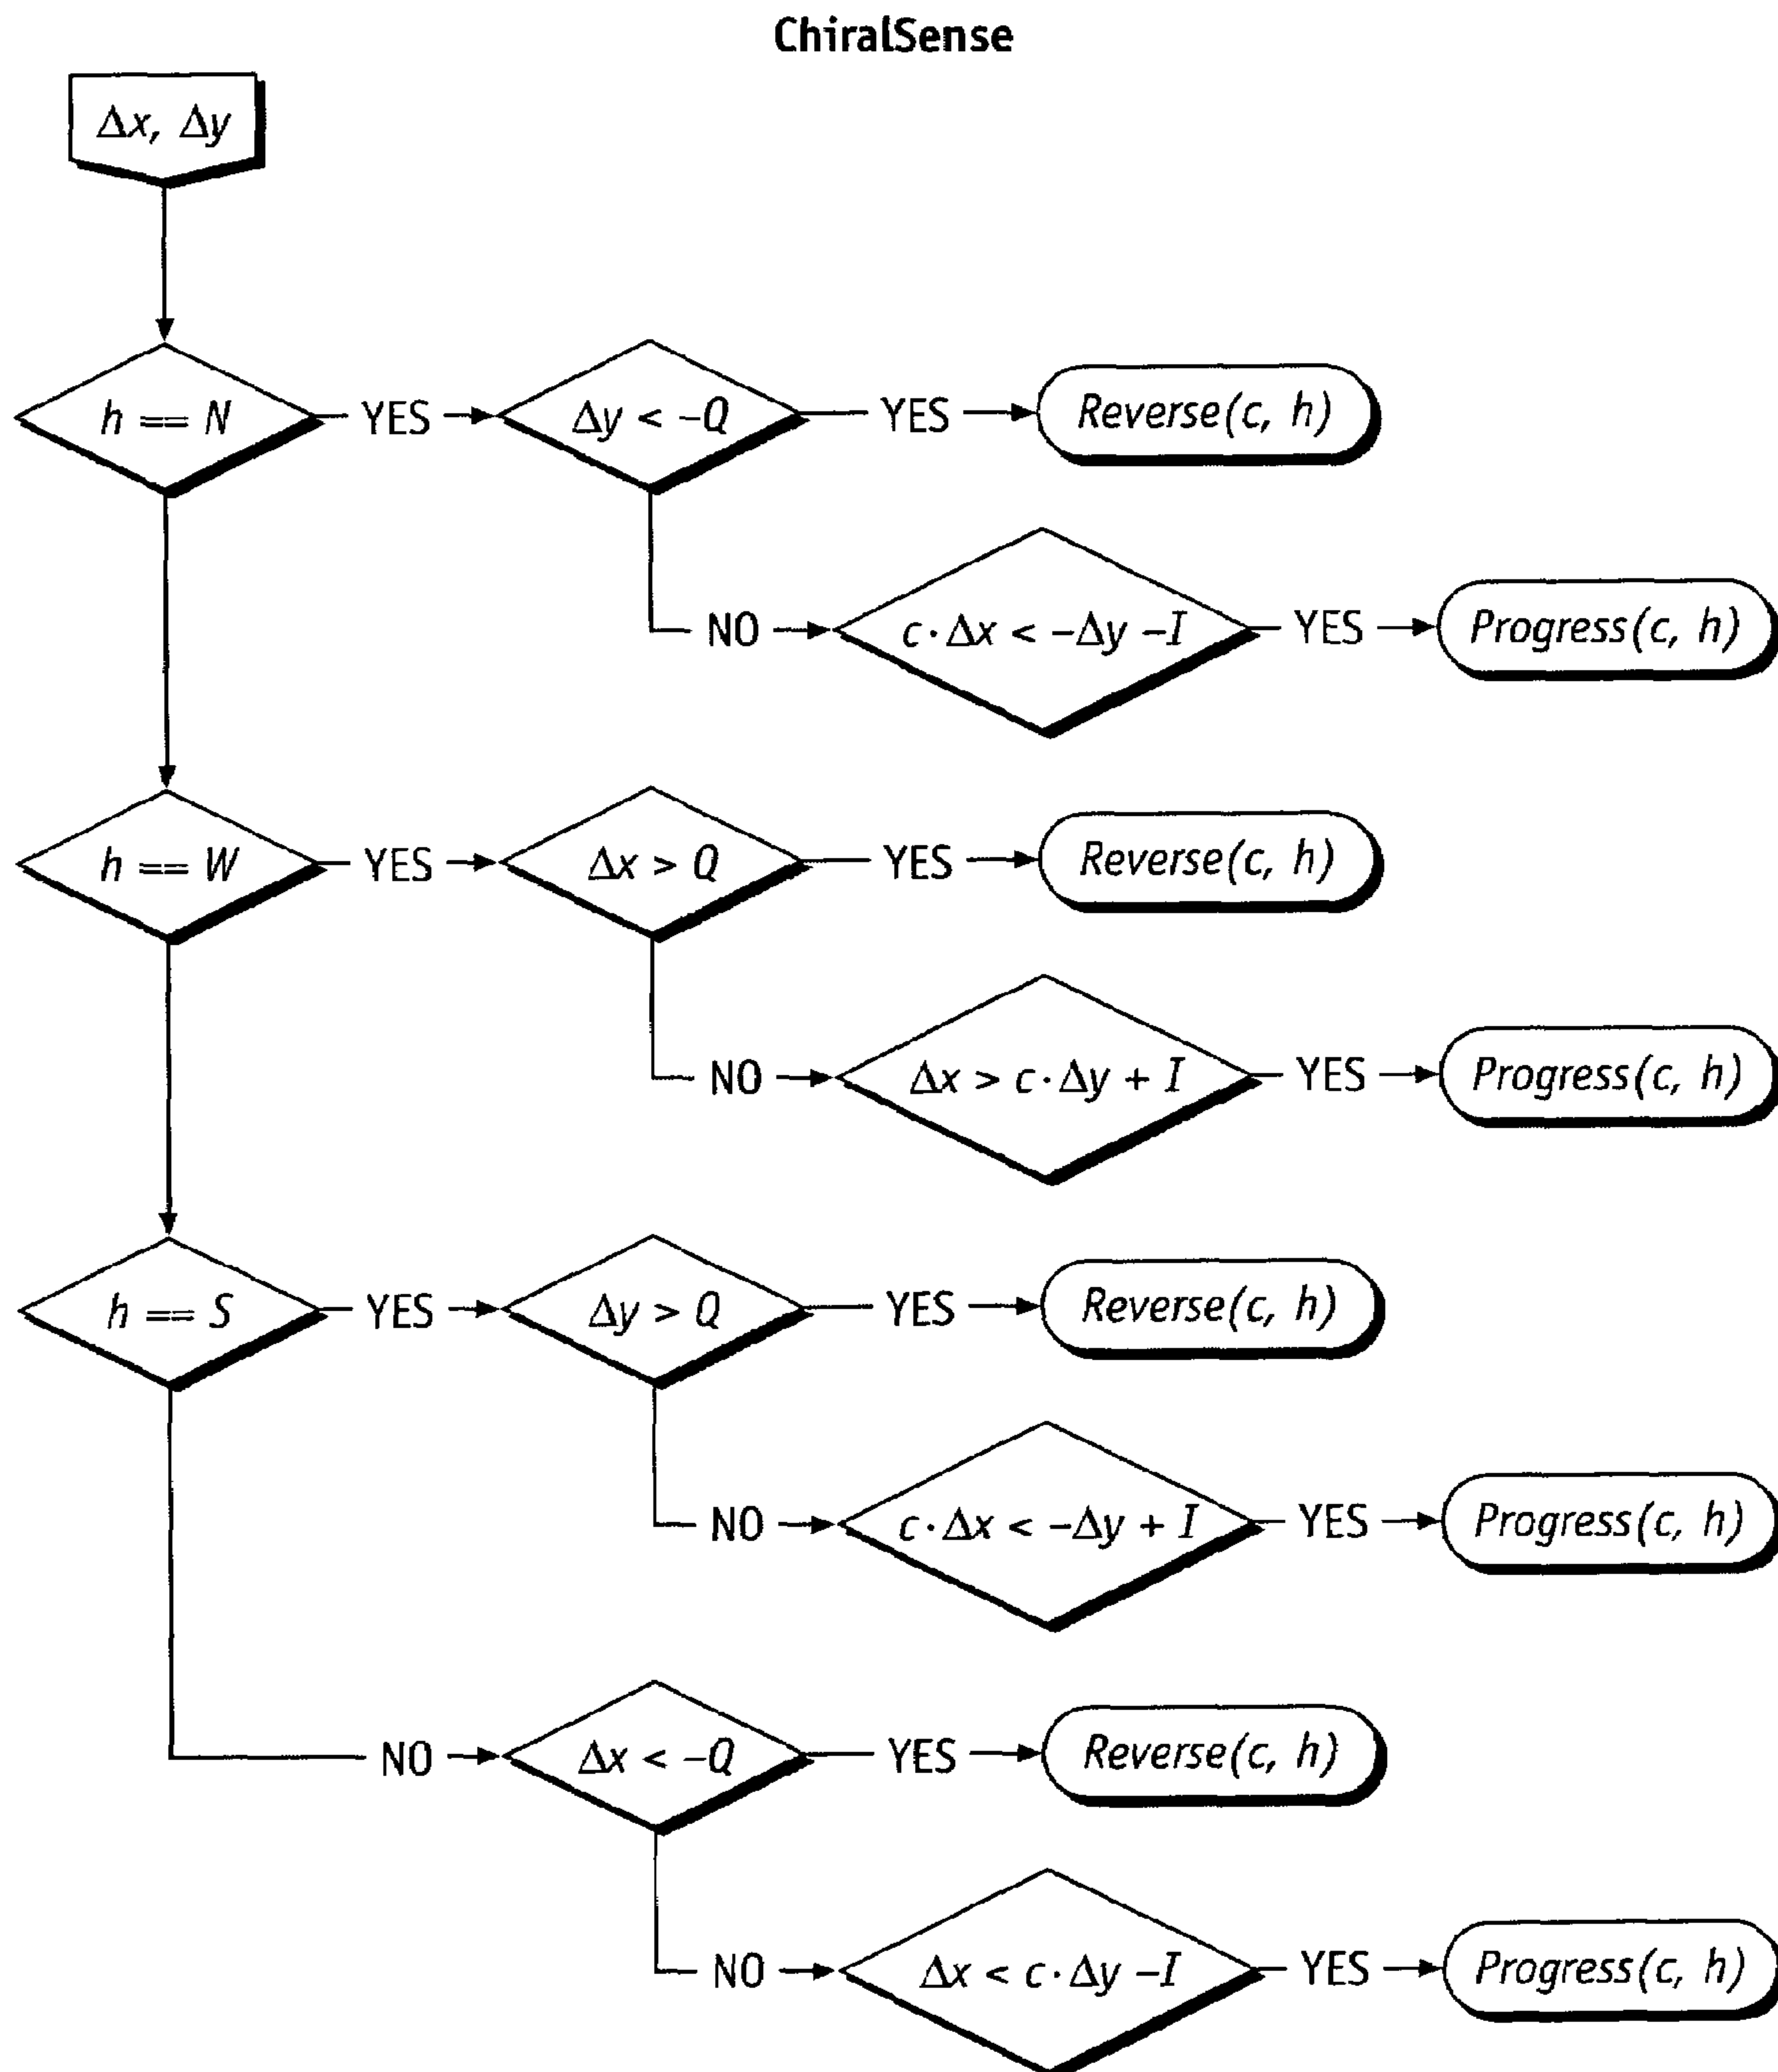 ChiralSense
Δx, Δy
h == N YES Δy < –Q YES Reverse(c, h)
NO c·Δx < –Δy –I YES Progress(c, h)
h == W YES Δx > Q YES Reverse(c, h)
NO Δx > c·Δy + I YES Progress(c, h)
h == S YES Δy > Q YES Reverse(c, h)
NO c·Δx < –Δy + I YES Progress(c, h)
NO Δx < –Q YES Reverse(c, h)
NO Δx < c·Δy –I YES Progress(c, h)